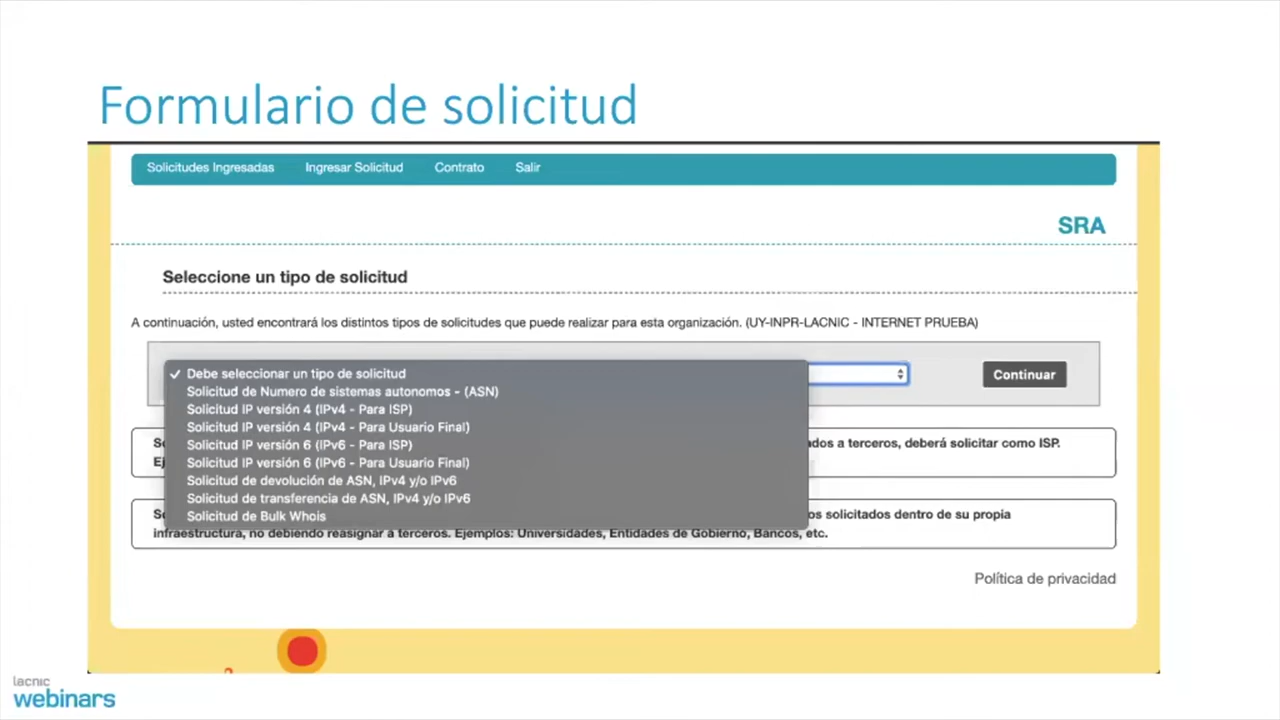 Formulario de solicitud
Solicitudes Ingresadas Ingresar Solicitud Contrato Salir
SRA
Seleccione un tipo de solicitud
A continuación, usted encontrará los distintos tipos de solicitudes que puede realizar para esta organización. (UY-INPR-LACNIC - INTERNET PRUEBA)
✓ Debe seleccionar un tipo de solicitud
Continuar
Solicitud de Numero de sistemas autonomos - (ASN)
Solicitud IP versión 4 (IPv4 - Para ISP)
Solicitud IP versión 4 (IPv4 - Para Usuario Final)
Solicitud IP versión 6 (IPv6 - Para ISP)
Solicitud IP versión 6 (IPv6 - Para Usuario Final)
Solicitud de devolución de ASN, IPv4 y/o IPv6
Solicitud de transferencia de ASN, IPv4 y/o IPv6
Solicitud de Bulk Whois
a terceros, deberá solicitar como ISP.
solicitados dentro de su propia
infraestructura, no debiendo reasignar a terceros. Ejemplos: Universidades, Entidades de Gobierno, Bancos, etc.
Política de privacidad
lacnic
webinars